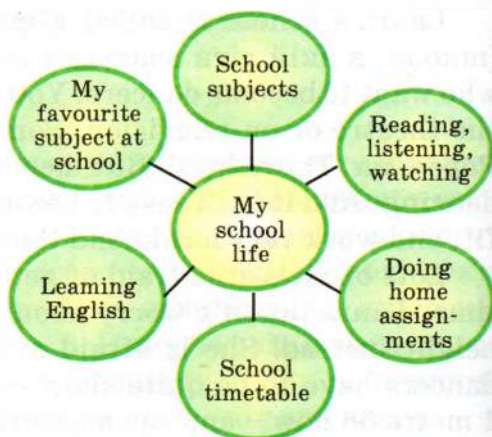 School
subjects
My
favourite
subject at
school
Reading,
listening,
watching
My
school
life
Learning
English
Doing
home
assign-
ments
School
timetable